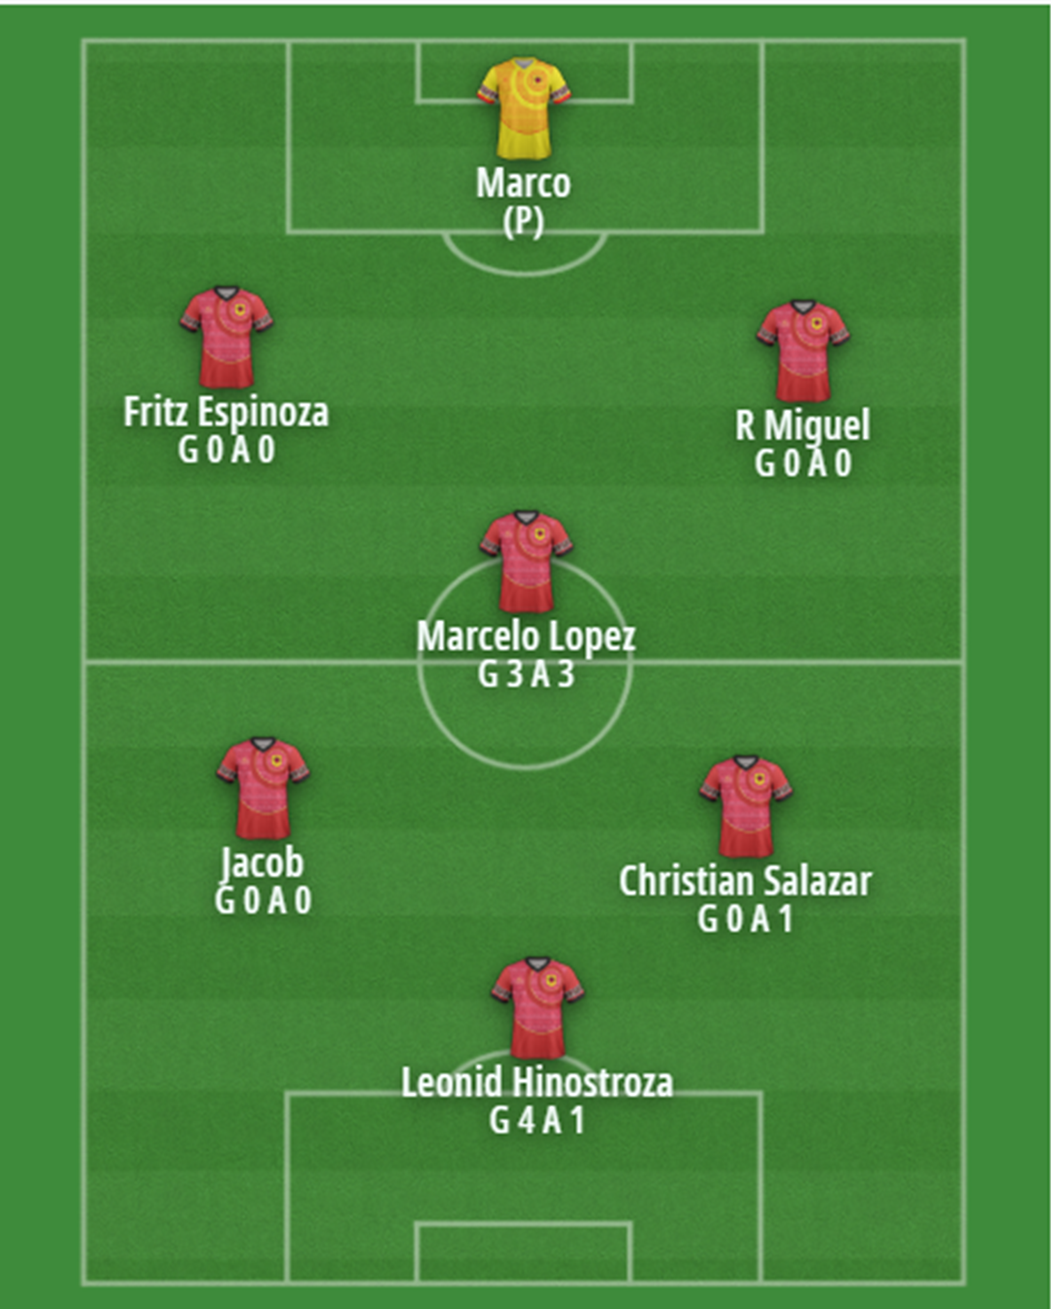 Marco
(P)
Fritz Espinoza
G 0 A 0
R Miguel
G 0 A 0
Marcelo Lopez
G 3 A 3
Jacob
G 0 A 0
Christian Salazar
G 0 A 1
Leonid Hinostroza
G 4 A 1